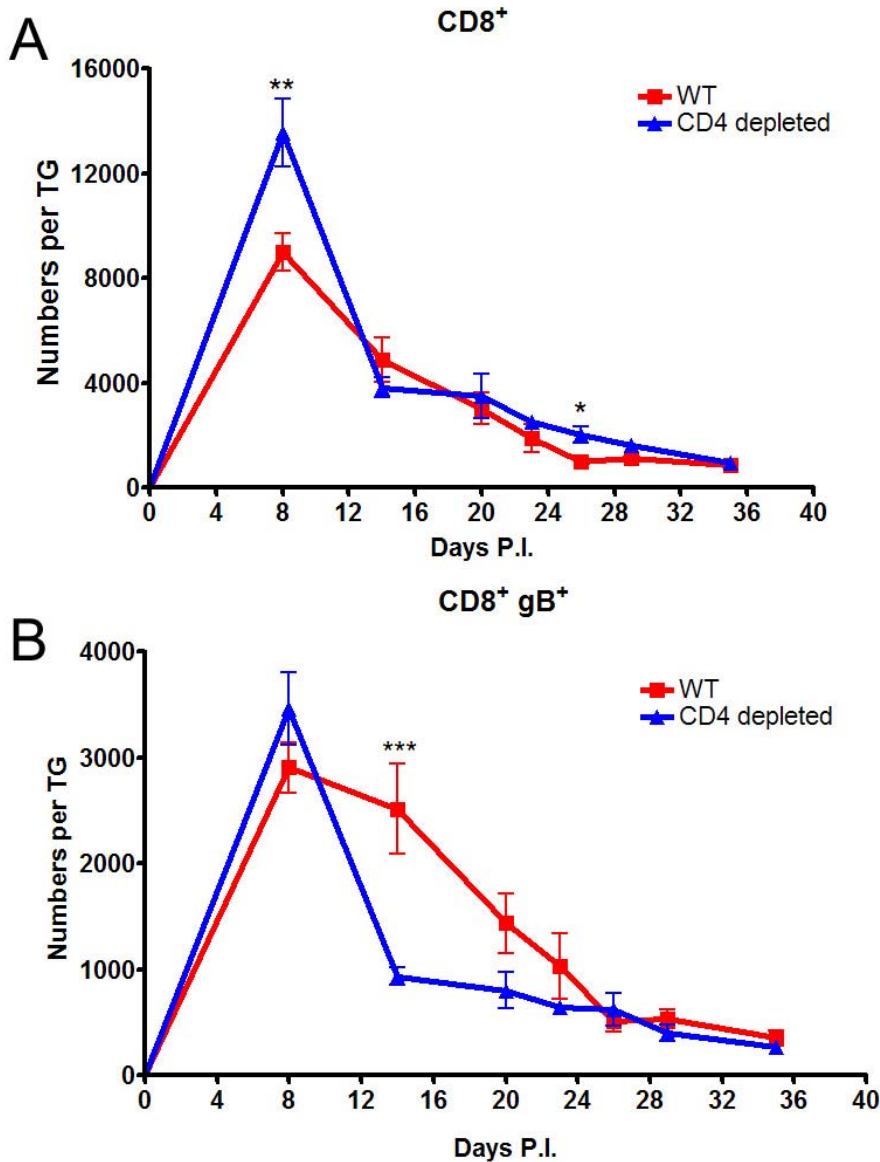 A
CD8⁺
16000
12000
8000
4000
0
Numbers per TG
**
*
WT
CD4 depleted
0 4 8 12 16 20 24 28 32 36 40
Days P.I.
B
CD8⁺ gB⁺
4000
3000
2000
1000
0
Numbers per TG
***
WT
CD4 depleted
0 4 8 12 16 20 24 28 32 36 40
Days P.I.